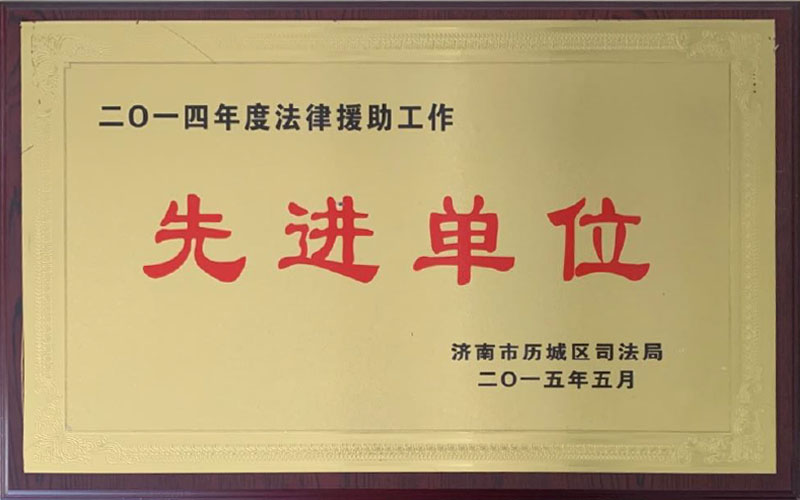 二〇一四年度法律援助工作
先进单位
济南市历城区司法局
二〇一五年五月